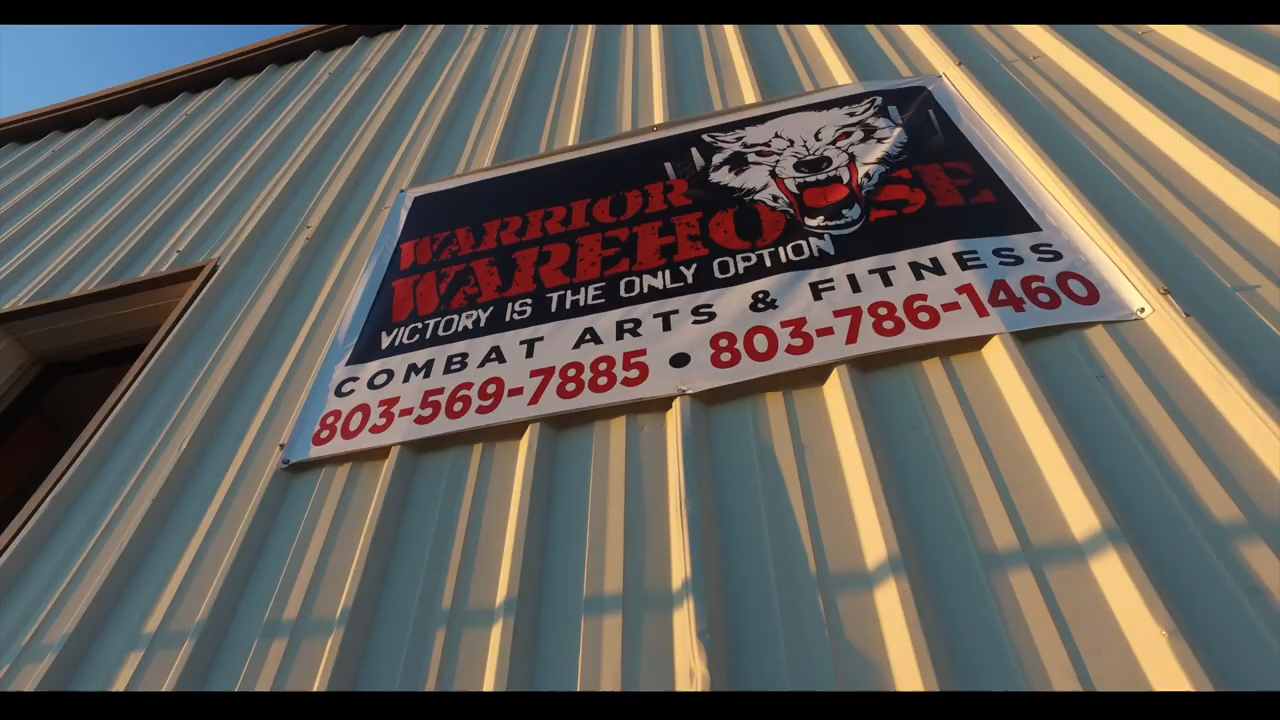 WARRIOR
WAREHOUSE
VICTORY IS THE ONLY OPTION
COMBAT ARTS & FITNESS
803-569-7885 • 803-786-1460